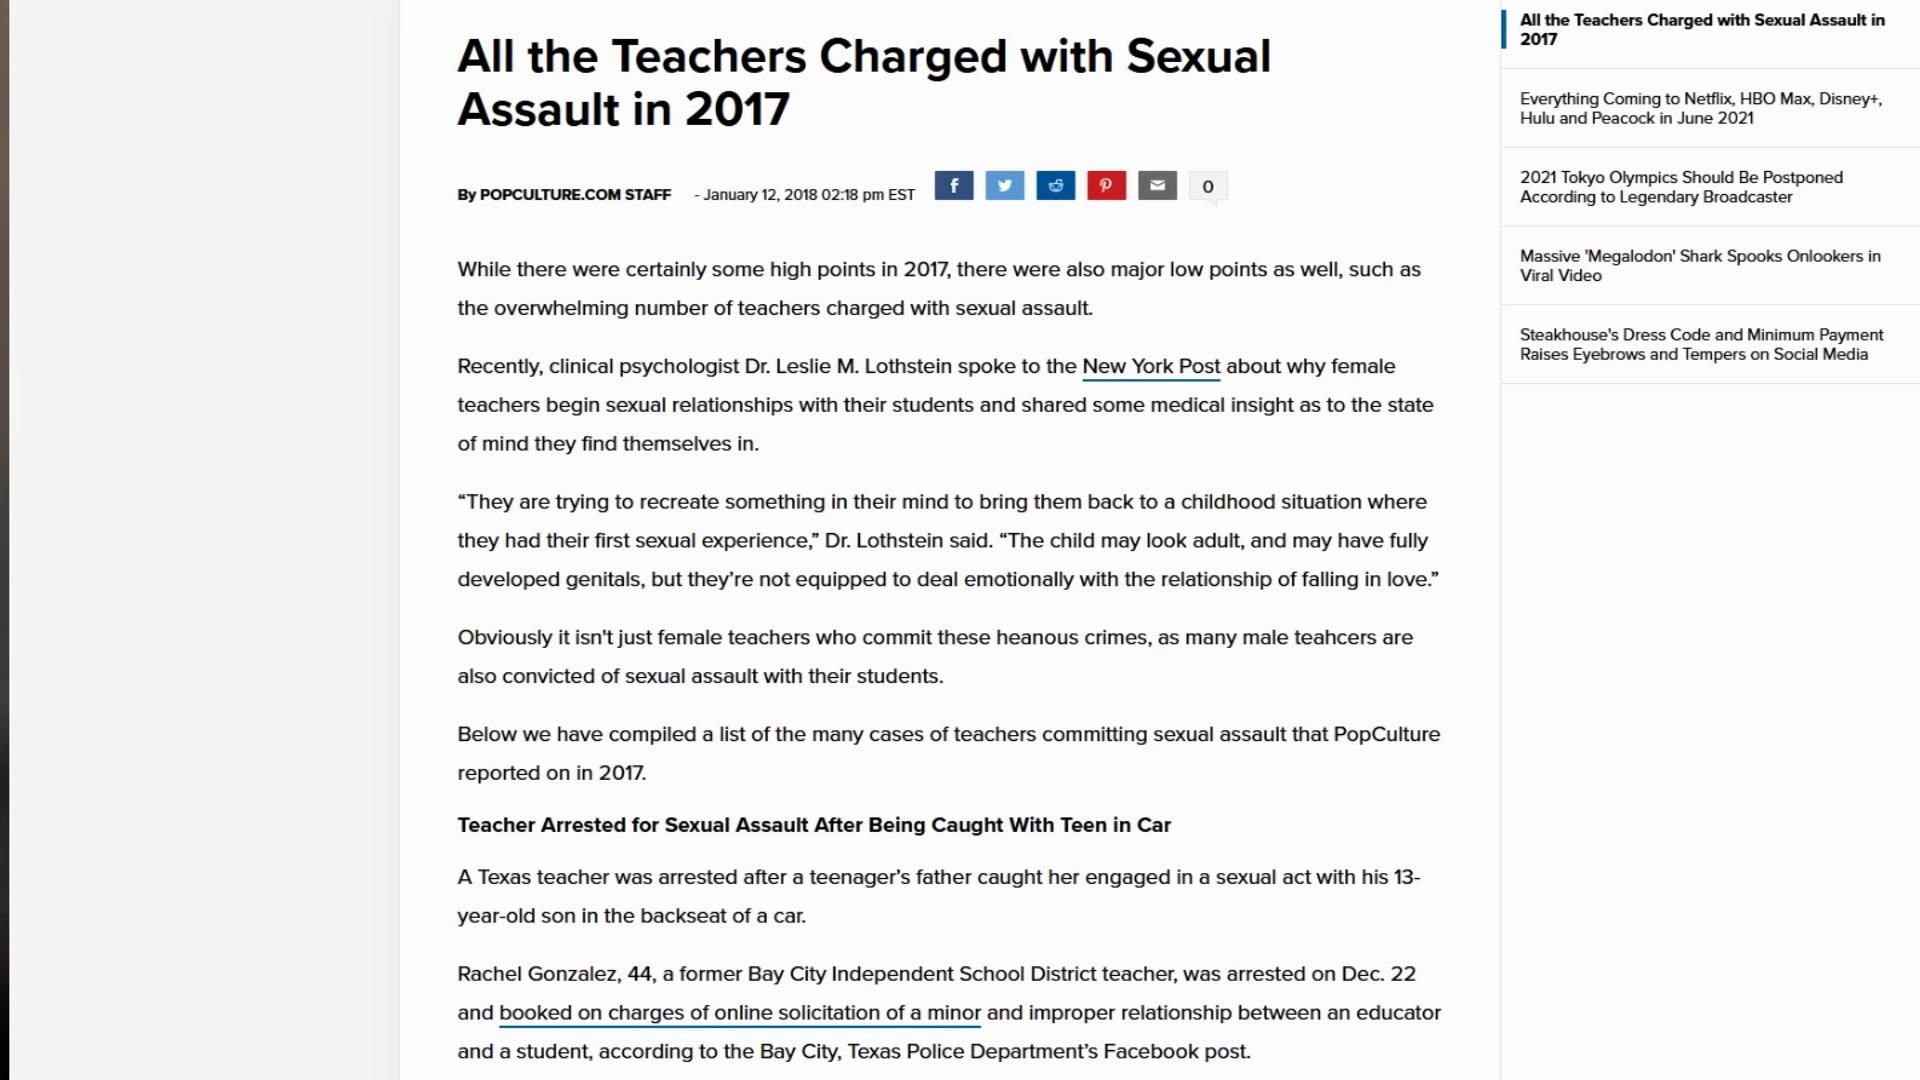 All the Teachers Charged with Sexual
Assault in 2017
By POPCULTURE.COM STAFF - January 12, 2018 02:18 pm EST
0
While there were certainly some high points in 2017, there were also major low points as well, such as
the overwhelming number of teachers charged with sexual assault.
Recently, clinical psychologist Dr. Leslie M. Lothstein spoke to the New York Post about why female
teachers begin sexual relationships with their students and shared some medical insight as to the state
of mind they find themselves in.
“They are trying to recreate something in their mind to bring them back to a childhood situation where
they had their first sexual experience,” Dr. Lothstein said. “The child may look adult, and may have fully
developed genitals, but they’re not equipped to deal emotionally with the relationship of falling in love.”
Obviously it isn't just female teachers who commit these heanous crimes, as many male teahcers are
also convicted of sexual assault with their students.
Below we have compiled a list of the many cases of teachers committing sexual assault that PopCulture
reported on in 2017.
Teacher Arrested for Sexual Assault After Being Caught With Teen in Car
A Texas teacher was arrested after a teenager’s father caught her engaged in a sexual act with his 13-
year-old son in the backseat of a car.
Rachel Gonzalez, 44, a former Bay City Independent School District teacher, was arrested on Dec. 22
and booked on charges of online solicitation of a minor and improper relationship between an educator
and a student, according to the Bay City, Texas Police Department’s Facebook post.
All the Teachers Charged with Sexual Assault in
2017
Everything Coming to Netflix, HBO Max, Disney+,
Hulu and Peacock in June 2021
2021 Tokyo Olympics Should Be Postponed
According to Legendary Broadcaster
Massive 'Megalodon' Shark Spooks Onlookers in
Viral Video
Steakhouse's Dress Code and Minimum Payment
Raises Eyebrows and Tempers on Social Media